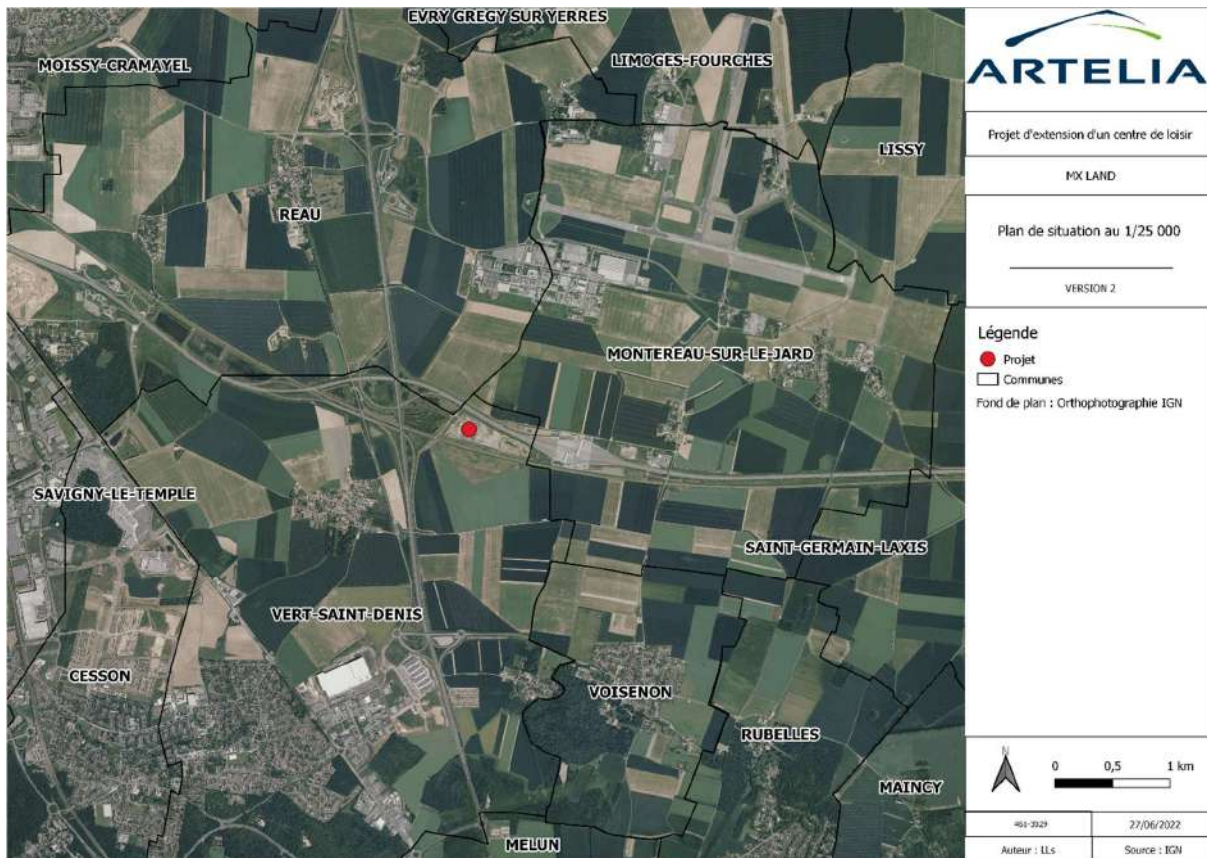 EVRY GREGY SUR YERRES
MOISSY-CRAMAYEL
LIMOGES-FOURCHES
LISSY
REAU
MONTEREAU-SUR-LE-JARD
SAVIGNY-LE-TEMPLE
SAINT-GERMAIN-LAXIS
VERT-SAINT-DENIS
CESSON
VOISENON
RUBELLES
MAINCY
MELUN
ARTELIA
Projet d'extension d'un centre de loisir
MX LAND
Plan de situation au 1/25 000
VERSION 2
Légende
Projet
Communes
Fond de plan : Orthophotographie IGN
N
0 0,5 1 km
27/06/2022
Auteur : LLs
Source : IGN